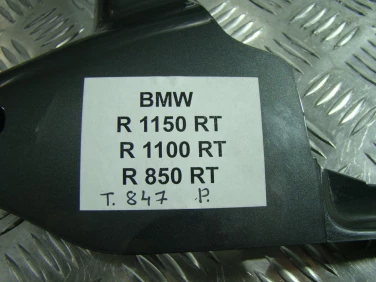 BMW
R 1150 RT
R 1100 RT
R 850 RT
T. 847 P.